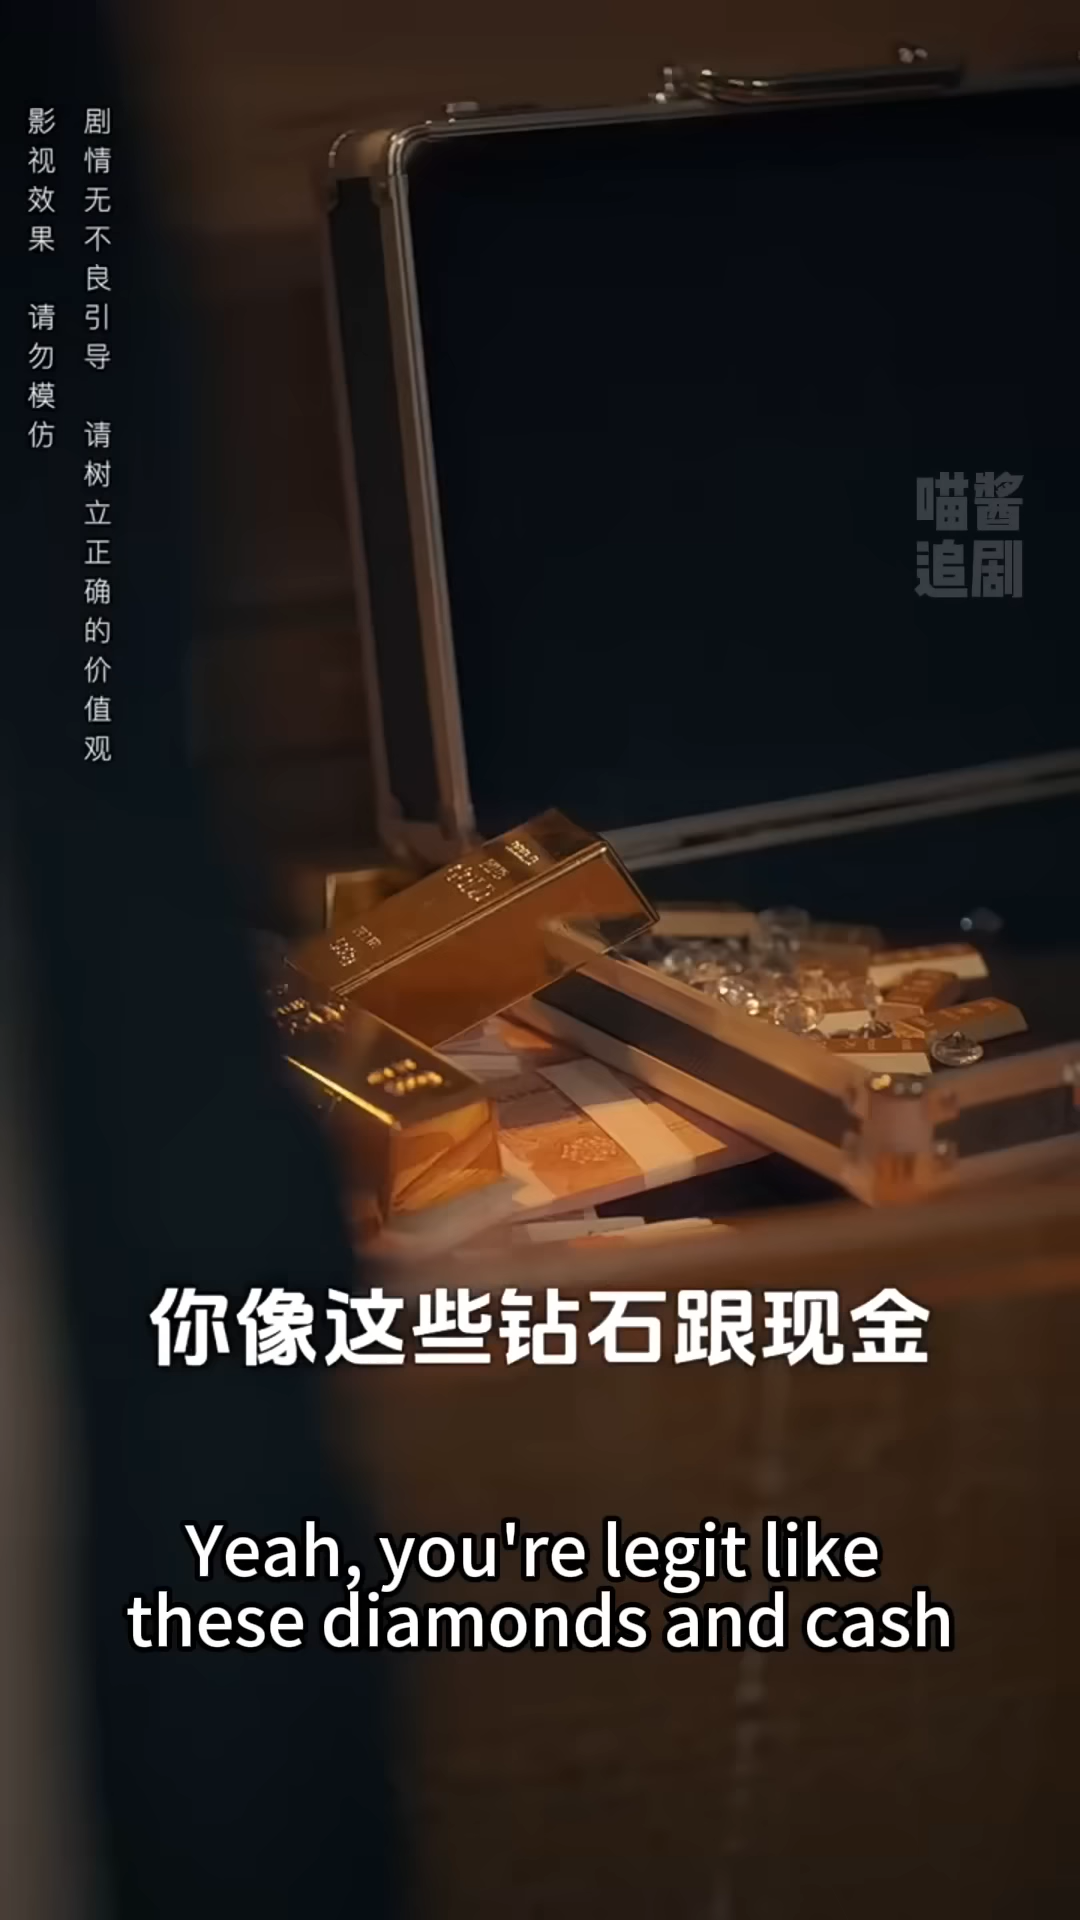 剧情无不良引导 请树立正确的价值观
影视效果 请勿模仿
喵酱
追剧
你像这些钻石跟现金
Yeah, you're legit like
these diamonds and cash